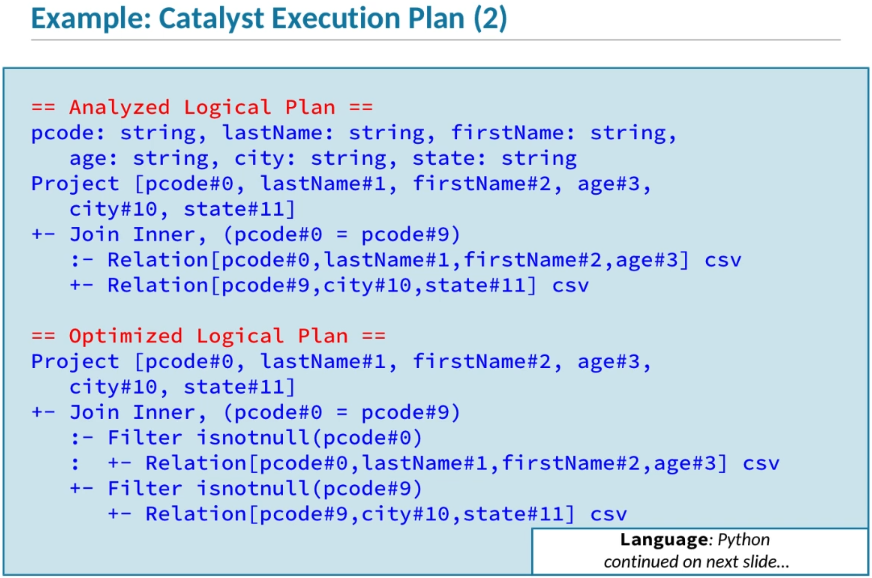 Example: Catalyst Execution Plan (2)
== Analyzed Logical Plan ==
pcode: string, lastName: string, firstName: string,
   age: string, city: string, state: string
Project [pcode#0, lastName#1, firstName#2, age#3,
   city#10, state#11]
+- Join Inner, (pcode#0 = pcode#9)
   :- Relation[pcode#0,lastName#1,firstName#2,age#3] csv
   +- Relation[pcode#9,city#10,state#11] csv
== Optimized Logical Plan ==
Project [pcode#0, lastName#1, firstName#2, age#3,
   city#10, state#11]
+- Join Inner, (pcode#0 = pcode#9)
   :- Filter isnotnull(pcode#0)
   :  +- Relation[pcode#0,lastName#1,firstName#2,age#3] csv
   +- Filter isnotnull(pcode#9)
      +- Relation[pcode#9,city#10,state#11] csv
Language: Python
continued on next slide...